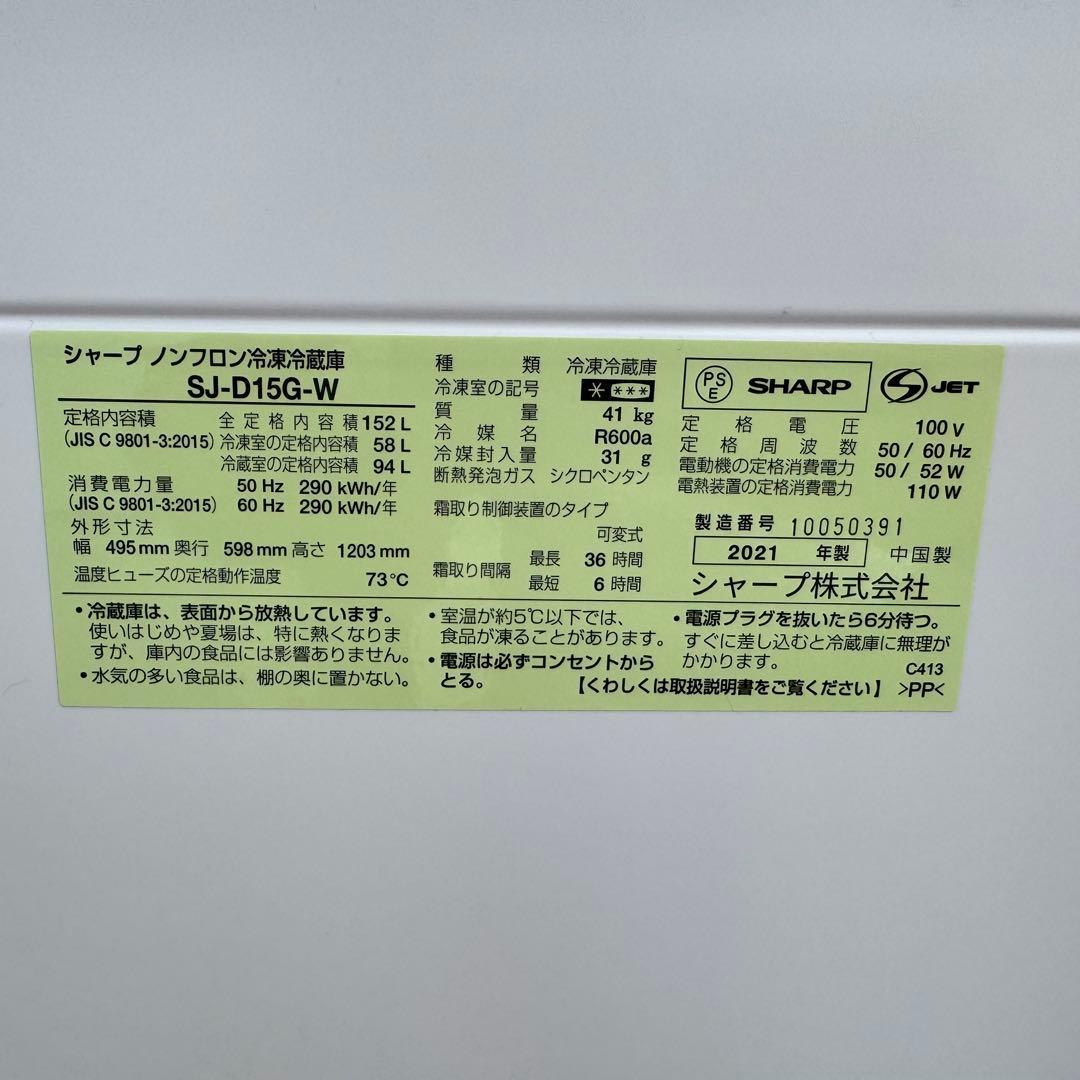 シャープ ノンフロン冷凍冷蔵庫
SJ-D15G-W
定格内容積 全定格内容積 152 L
(JIS C 9801-3:2015) 冷凍室の定格内容積 58 L
冷蔵室の定格内容積 94 L
消費電力量 50 Hz 290 kWh/年
(JIS C 9801-3:2015) 60 Hz 290 kWh/年
外形寸法
幅 495 mm 奥行 598 mm 高さ 1203 mm
温度ヒューズの定格動作温度 73℃
種類 冷凍冷蔵庫
冷凍室の記号 * ***
質量 41 kg
冷媒名 R600a
冷媒封入量 31 g
断熱発泡ガス シクロペンタン
霜取り制御装置のタイプ
可変式
霜取り間隔 最長 36 時間
最短 6 時間
PSE SHARP JET
定格電圧 100 V
定格周波数 50 / 60 Hz
電動機の定格消費電力 50 / 52 W
電熱装置の定格消費電力 110 W
製造番号 10050391
2021 年製 中国製
シャープ株式会社
・冷蔵庫は、表面から放熱しています。
使いはじめや夏場は、特に熱くなりま
すが、庫内の食品には影響ありません。
・水気の多い食品は、棚の奥に置かない。
・室温が約5℃以下では、
食品が凍ることがあります。
・電源は必ずコンセントから
とる。
・電源プラグを抜いたら6分待つ。
すぐに差し込むと冷蔵庫に無理が
かかります。 C413
【くわしくは取扱説明書をご覧ください】 >PP<